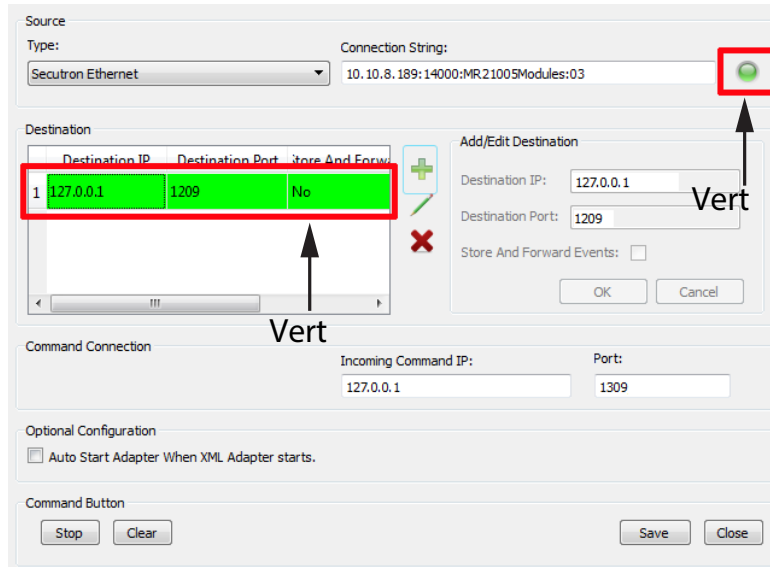 Source
Type: Connection String:
Secutron Ethernet 10.10.8.189:14000:MR21005Modules:03
Destination
Destination IP Destination Port Store And Forwa
1 127.0.0.1 1209 No
Vert
Add/Edit Destination
Destination IP: 127.0.0.1
Destination Port: 1209
Store And Forward Events:
OK Cancel
Vert
Command Connection
Incoming Command IP: Port:
127.0.0.1 1309
Optional Configuration
Auto Start Adapter When XML Adapter starts.
Command Button
Stop Clear Save Close